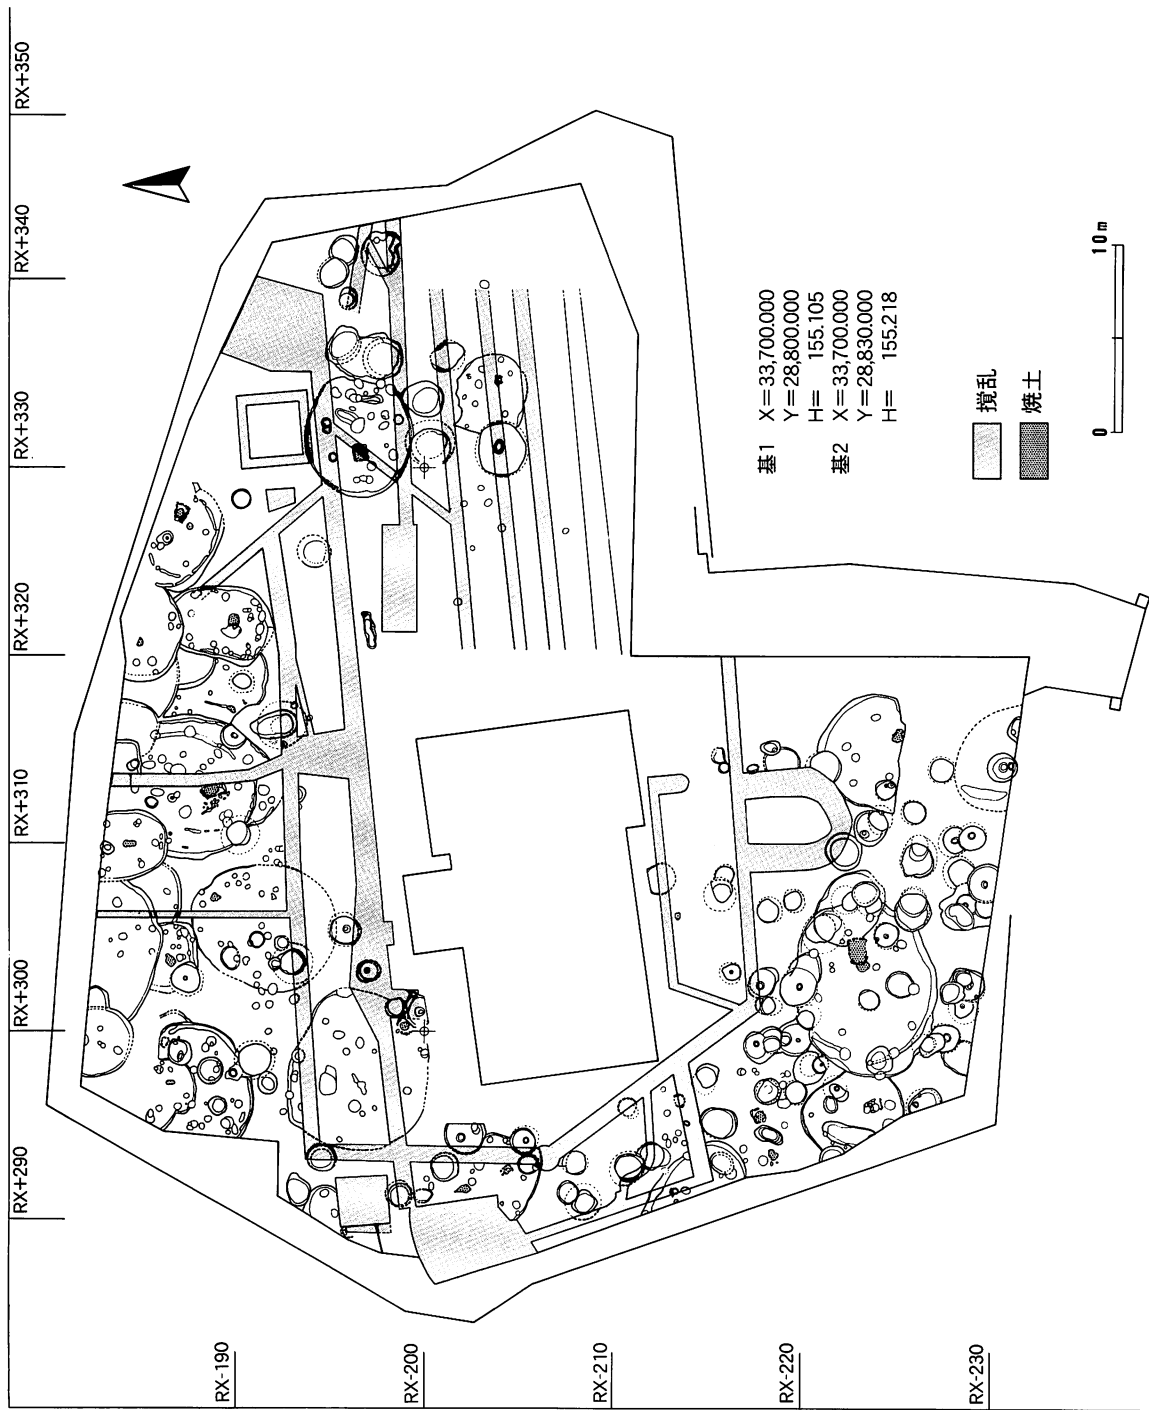 RX+350
RX+340
RX+330
RX+320
RX+310
RX+300
RX+290
RX-190
RX-200
RX-210
RX-220
RX-230
基1 X=33,700.000
Y=28,800.000
H= 155.105
基2 X=33,700.000
Y=28,830.000
H= 155.218
攪乱
焼土
0 10m